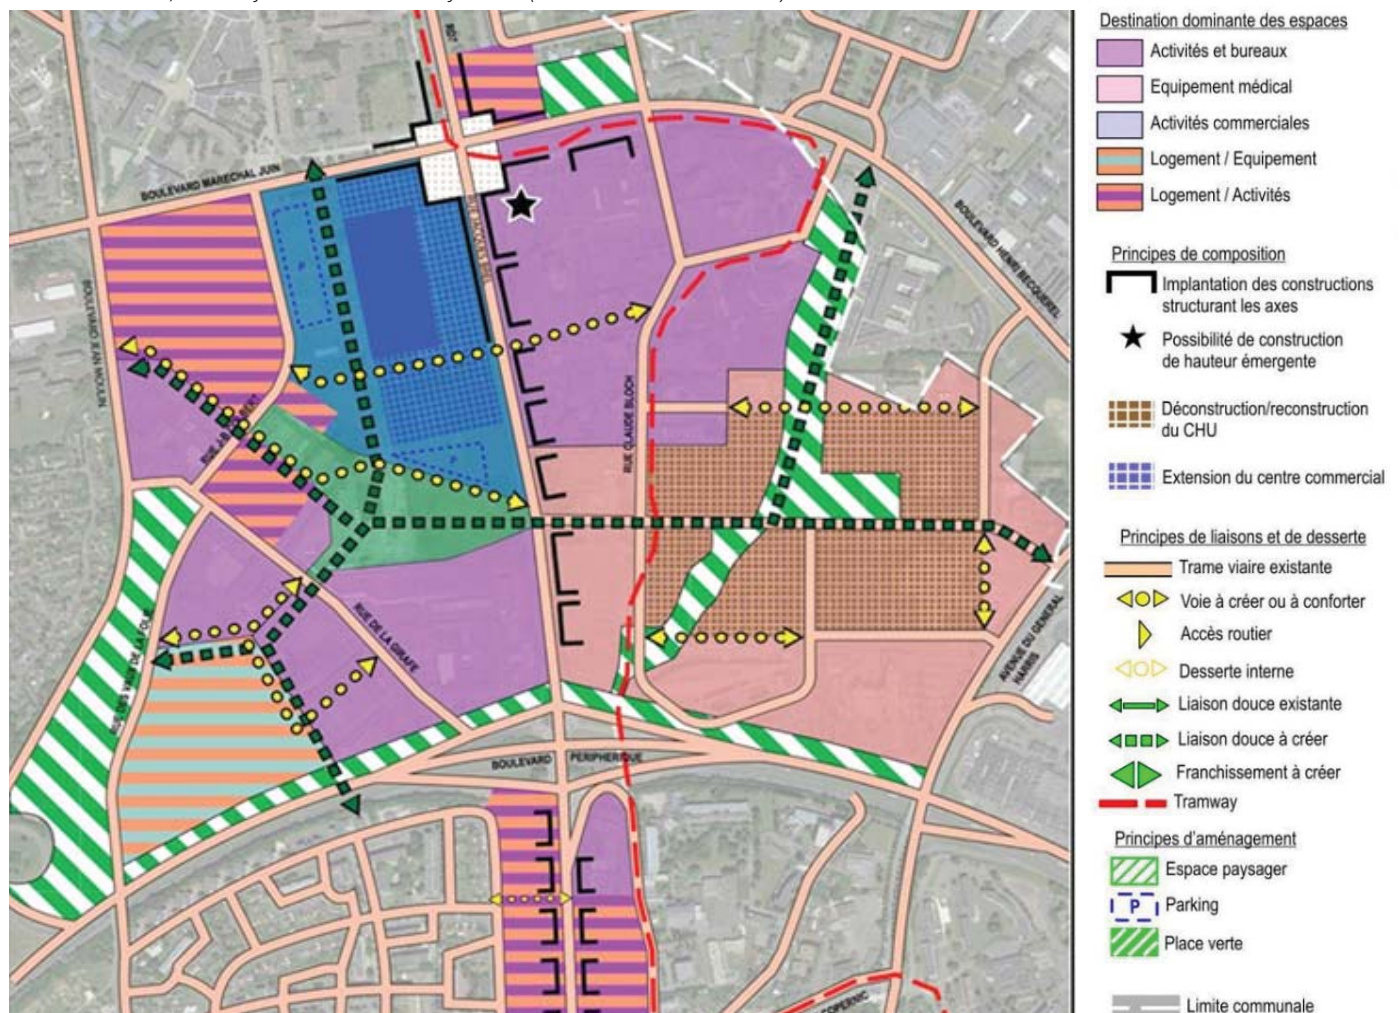 RD7
BOULEVARD MARECHAL JUIN
RUE JACQUES BREL
BOULEVARD HENRI BECQUEREL
BOULEVARD JEAN MOULIN
P
RUE CLAUDE BLOCH
P
RUE DE LA GIRAFE
RUE DES VAUX DE LA FOLIE
AVENUE DU GENERAL
HARRIS
BOULEVARD PERIPHERIQUE
COPERNIC
Destination dominante des espaces
Activités et bureaux
Equipement médical
Activités commerciales
Logement / Equipement
Logement / Activités
Principes de composition
Implantation des constructions
structurant les axes
Possibilité de construction
de hauteur émergente
Déconstruction/reconstruction
du CHU
Extension du centre commercial
Principes de liaisons et de desserte
Trame viaire existante
Voie à créer ou à conforter
Accès routier
Desserte interne
Liaison douce existante
Liaison douce à créer
Franchissement à créer
Tramway
Principes d'aménagement
Espace paysager
P Parking
Place verte
Limite communale